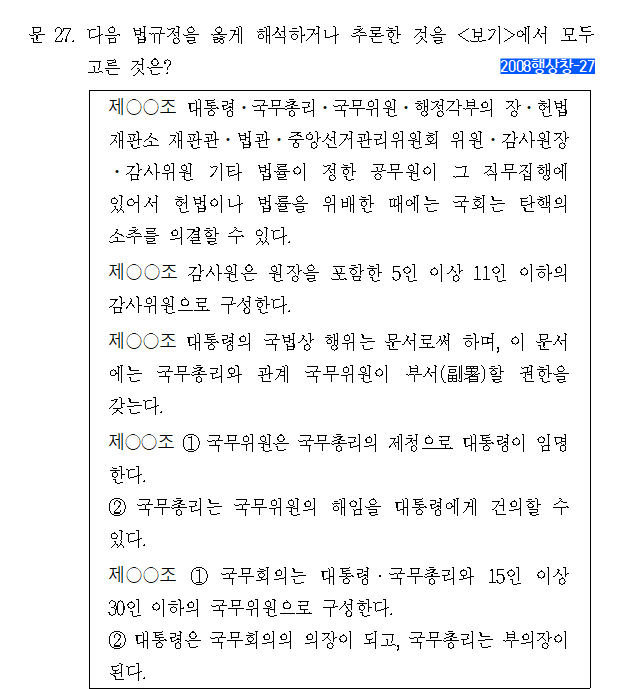 문 27. 다음 법규정을 옳게 해석하거나 추론한 것을 <보기>에서 모두
고른 것은?
2008행상창-27
제○○조 대통령·국무총리·국무위원·행정각부의 장·헌법
재판소 재판관·법관·중앙선거관리위원회 위원·감사원장
·감사위원 기타 법률이 정한 공무원이 그 직무집행에
있어서 헌법이나 법률을 위배한 때에는 국회는 탄핵의
소추를 의결할 수 있다.
제○○조 감사원은 원장을 포함한 5인 이상 11인 이하의
감사위원으로 구성한다.
제○○조 대통령의 국법상 행위는 문서로써 하며, 이 문서
에는 국무총리와 관계 국무위원이 부서(副署)할 권한을
갖는다.
제○○조 ① 국무위원은 국무총리의 제청으로 대통령이 임명
한다.
② 국무총리는 국무위원의 해임을 대통령에게 건의할 수
있다.
제○○조 ① 국무회의는 대통령·국무총리와 15인 이상
30인 이하의 국무위원으로 구성한다.
② 대통령은 국무회의의 의장이 되고, 국무총리는 부의장이
된다.